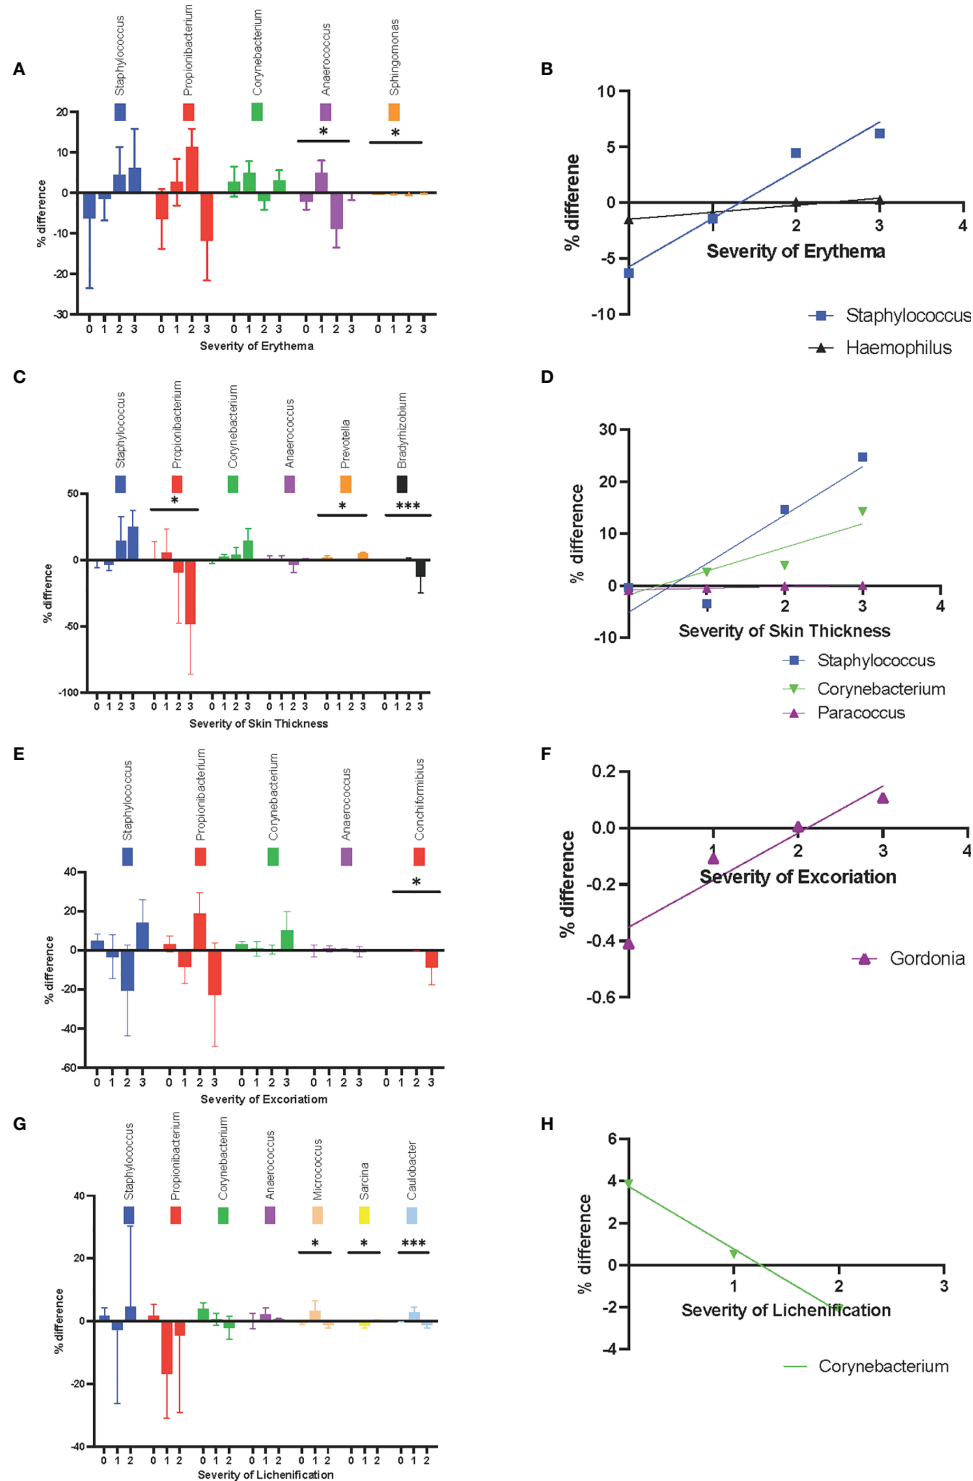 A
Staphylococcus
Propionibacterium
Corynebacterium
Anaerococcus
Sphingomonas
* *
20
10
0
-10
-20
-30
% difference
0 1 2 3 0 1 2 3 0 1 2 3 0 1 2 3 0 1 2 3
Severity of Erythema
B
10
5
0
-5
-10
% differene
1 2 3 4
Severity of Erythema
Staphylococcus
Haemophilus
C
Staphylococcus
Propionibacterium
Corynebacterium
Anaerococcus
Prevotella
Bradyrhizobium
* * ***
50
0
-50
-100
% diffrence
0 1 2 3 0 1 2 3 0 1 2 3 0 1 2 3 0 1 2 3 0 1 2 3
Severity of Skin Thickness
D
30
20
10
0
-10
% difference
1 2 3 4
Severity of Skin Thickness
Staphylococcus
Corynebacterium
Paracoccus
E
Staphylococcus
Propionibacterium
Corynebacterium
Anaerococcus
Conchiformibius
*
40
20
0
-20
-40
-60
% difference
0 1 2 3 0 1 2 3 0 1 2 3 0 1 2 3 0 1 2 3
Severity of Excoriatiom
F
0.2
0.0
-0.2
-0.4
-0.6
% difference
1 2 3 4
Severity of Excoriation
Gordonia
G
Staphylococcus
Propionibacterium
Corynebacterium
Anaerococcus
Micrococcus
Sarcina
Caulobacter
* * ***
40
20
0
-20
-40
% difference
0 1 2 0 1 2 0 1 2 0 1 2 0 1 2 0 1 2 0 1 2
Severity of Lichenification
H
6
4
2
0
-2
-4
% difference
1 2 3
Severity of Lichenification
Corynebacterium